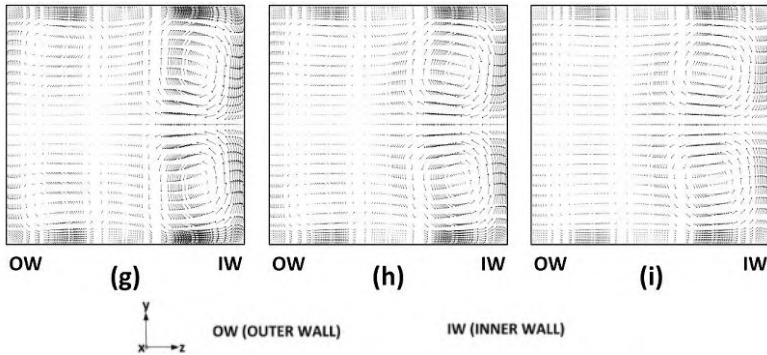 OW IW OW IW OW IW
(g) (h) (i)
y
x z
OW (OUTER WALL) IW (INNER WALL)